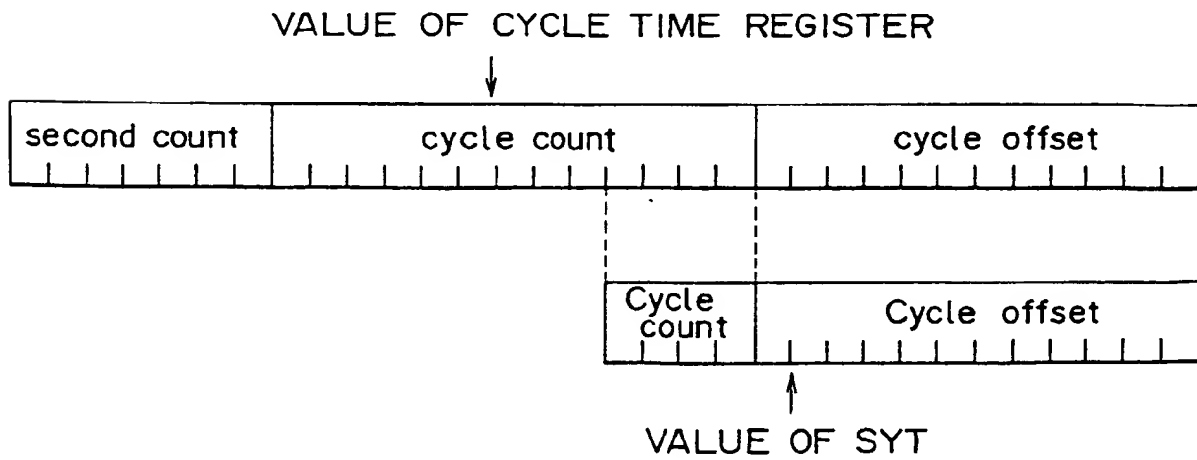 VALUE OF CYCLE TIME REGISTER
second count cycle count cycle offset
Cycle count Cycle offset
VALUE OF SYT